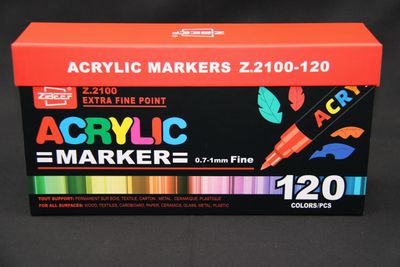 ACRYLIC MARKERS Z.2100-120
ZIBEEF
Z.2100
EXTRA FINE POINT
ACRYLIC
=MARKER=
0.7-1mm Fine
ACRY
120
COLORS/PCS
TOUT SUPPORT: PERMANENT SUR BOIS, TEXTILE, CARTON, METAL, CERAMIQUE, PLASTIQUE
FOR ALL SURFACES: WOOD, TEXTILES, CARDBOARD, PAPER, CERAMICS, GLASS, METAL, PLASTIC